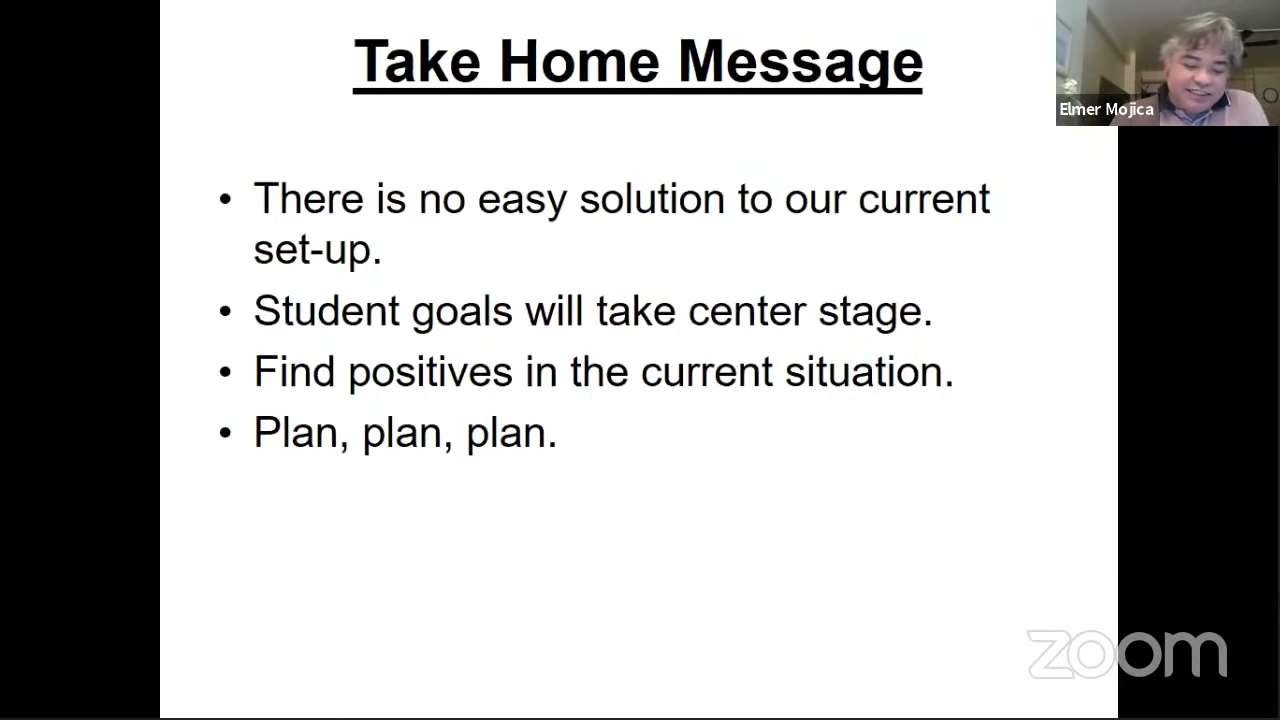 Take Home Message
Elmer Mojica
• There is no easy solution to our current
set-up.
• Student goals will take center stage.
• Find positives in the current situation.
• Plan, plan, plan.
zoom